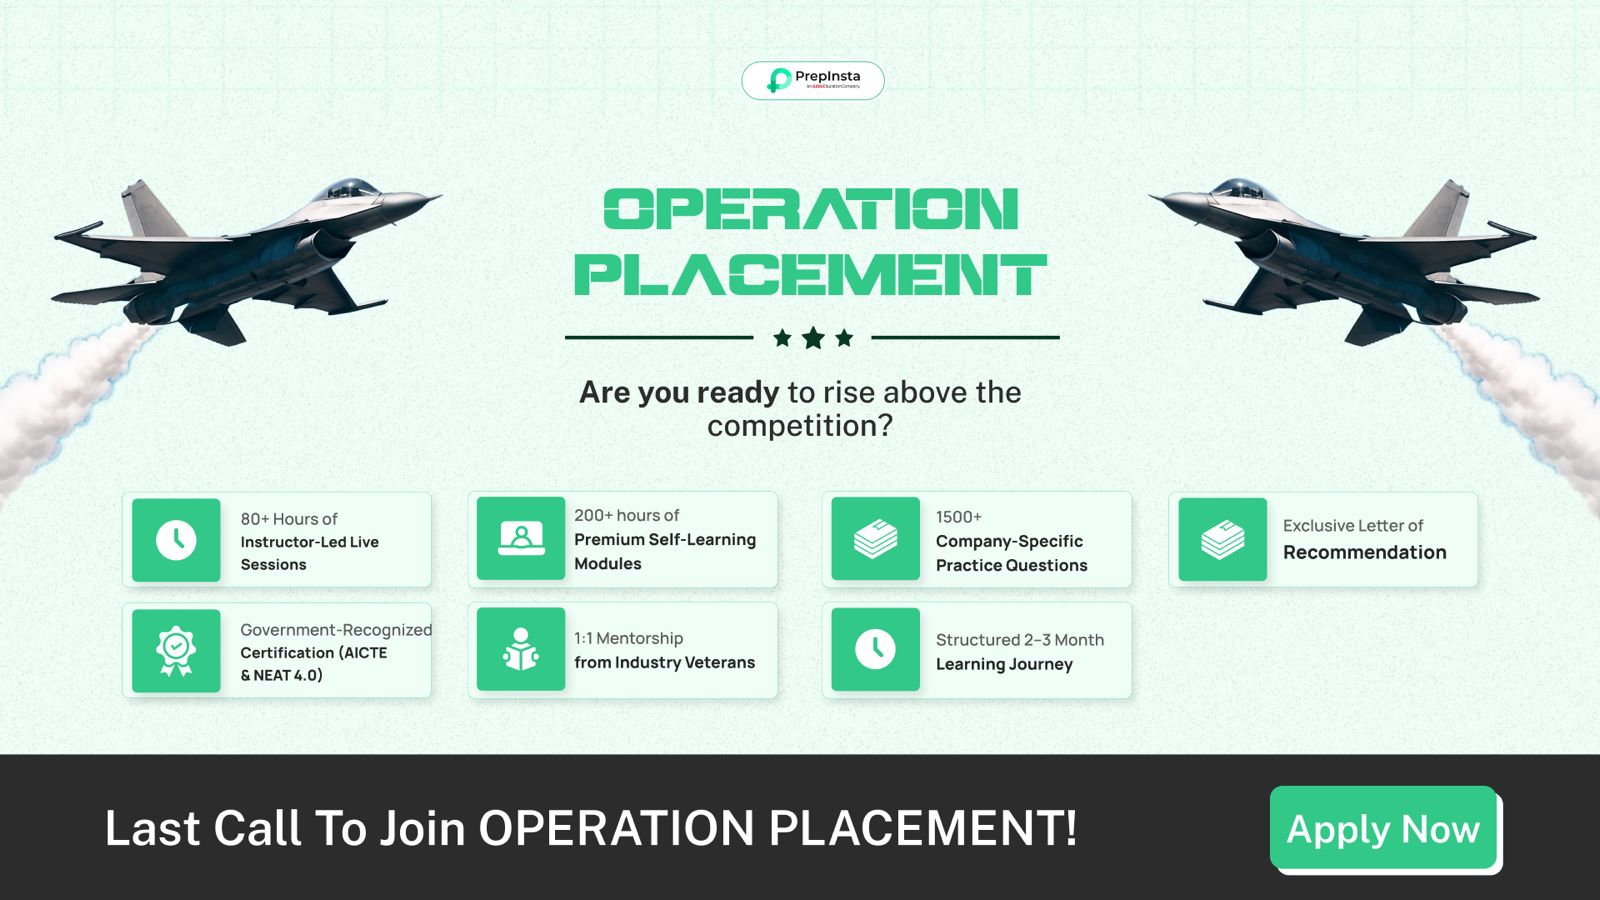 PrepInsta
OPERATION
PLACEMENT
Are you ready to rise above the
competition?
80+ Hours of
Instructor-Led Live
Sessions
200+ hours of
Premium Self-Learning
Modules
1500+
Company-Specific
Practice Questions
Exclusive Letter of
Recommendation
Government-Recognized
Certification (AICTE
& NEAT 4.0)
1:1 Mentorship
from Industry Veterans
Structured 2–3 Month
Learning Journey
Last Call To Join OPERATION PLACEMENT!
Apply Now